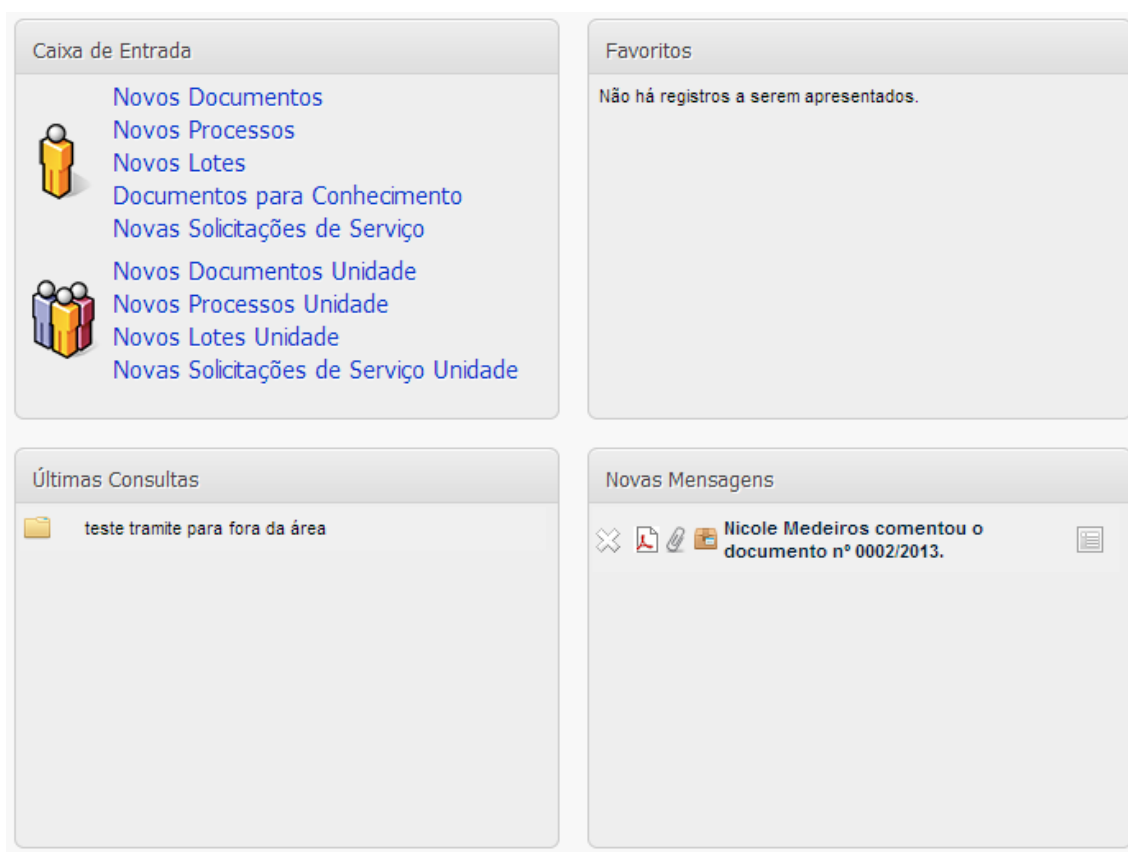 Caixa de Entrada
Novos Documentos
Novos Processos
Novos Lotes
Documentos para Conhecimento
Novas Solicitações de Serviço
Novos Documentos Unidade
Novos Processos Unidade
Novos Lotes Unidade
Novas Solicitações de Serviço Unidade
Favoritos
Não há registros a serem apresentados.
Últimas Consultas
teste tramite para fora da área
Novas Mensagens
Nicole Medeiros comentou o
documento nº 0002/2013.